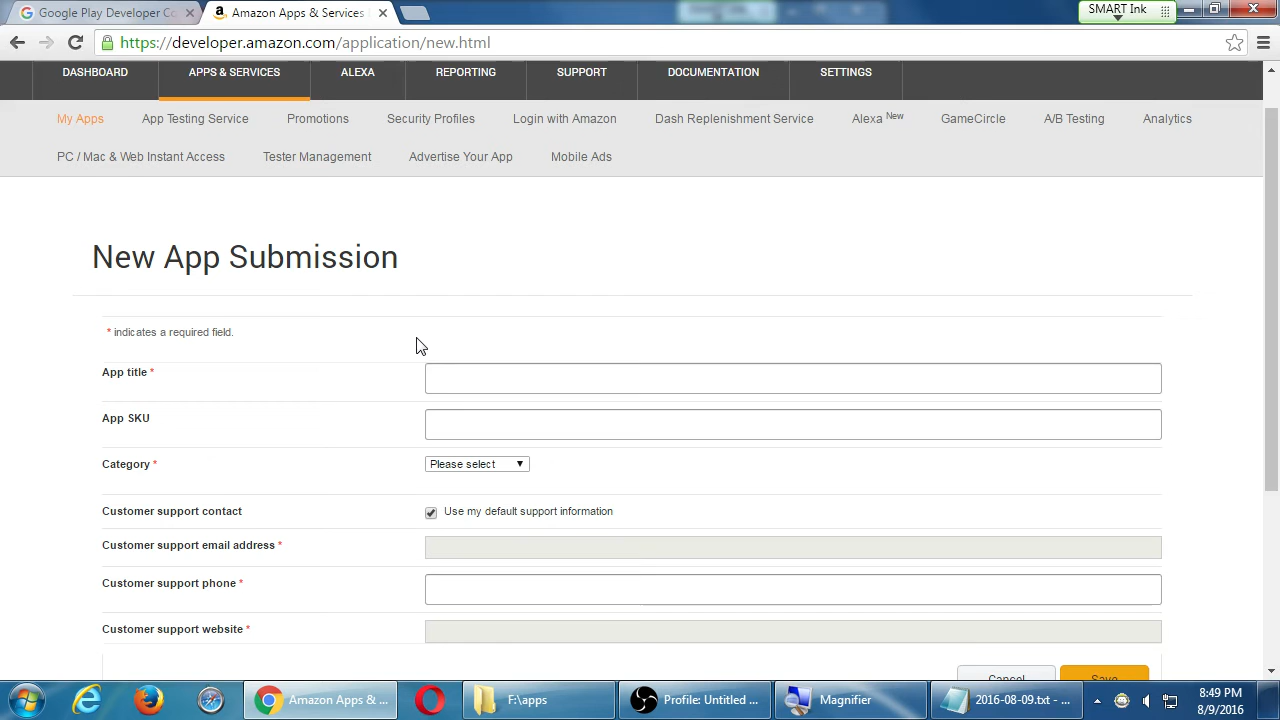 Google Play Developer Co
Amazon Apps & Services
SMART Ink
https://developer.amazon.com/application/new.html
DASHBOARD APPS & SERVICES ALEXA REPORTING SUPPORT DOCUMENTATION SETTINGS
My Apps App Testing Service Promotions Security Profiles Login with Amazon Dash Replenishment Service Alexa New GameCircle A/B Testing Analytics
PC / Mac & Web Instant Access Tester Management Advertise Your App Mobile Ads
New App Submission
* indicates a required field.
App title *
App SKU
Category * Please select
Customer support contact Use my default support information
Customer support email address *
Customer support phone *
Customer support website *
Cancel Save
Amazon Apps & ... F:\apps Profile: Untitled ... Magnifier 2016-08-09.txt - ... 8:49 PM
8/9/2016